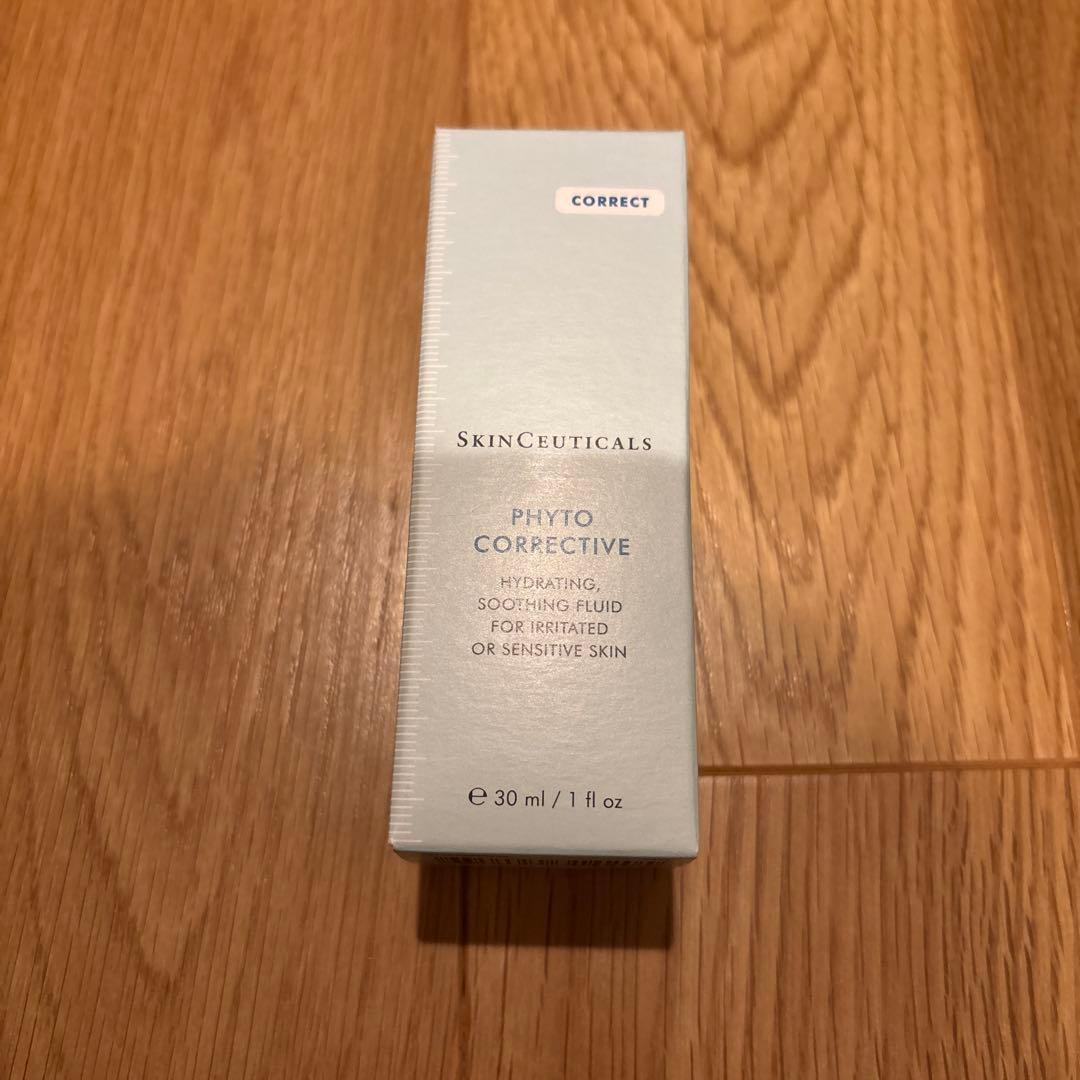 CORRECT
SKINCEUTICALS
PHYTO
CORRECTIVE
HYDRATING,
SOOTHING FLUID
FOR IRRITATED
OR SENSITIVE SKIN
℮ 30 ml / 1 fl oz